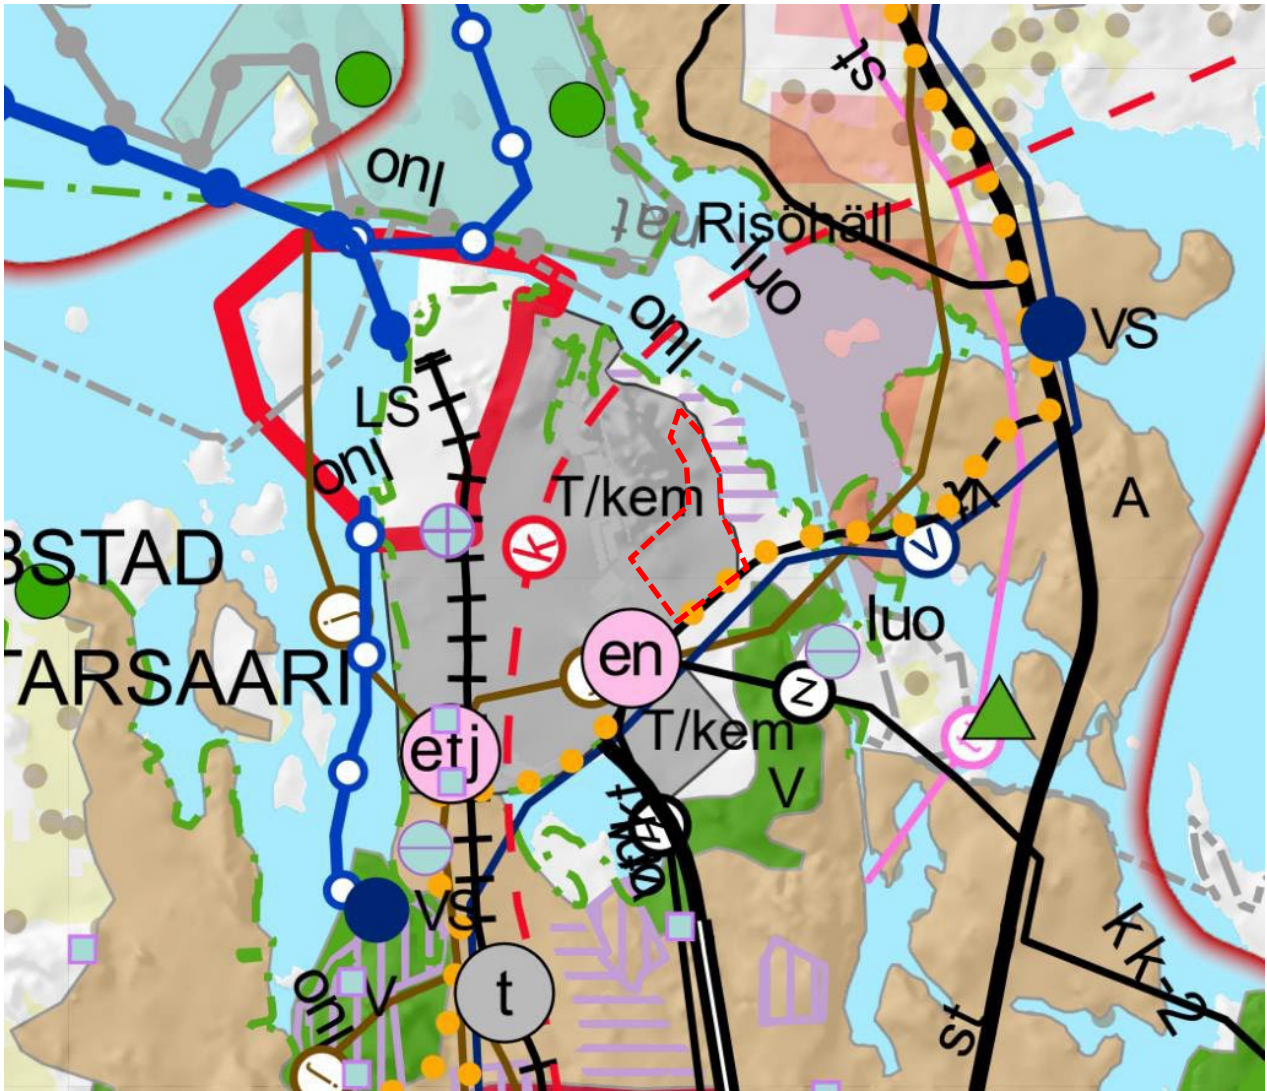 st
luo
nat
Risöhäll
luo
luo
VS
LS
luo
T/kem
A
k
v
BSTAD
j
luo
en
TARSAARI
z
T/kem
etj
V
VS
kk-2
t
luo
V
st
j